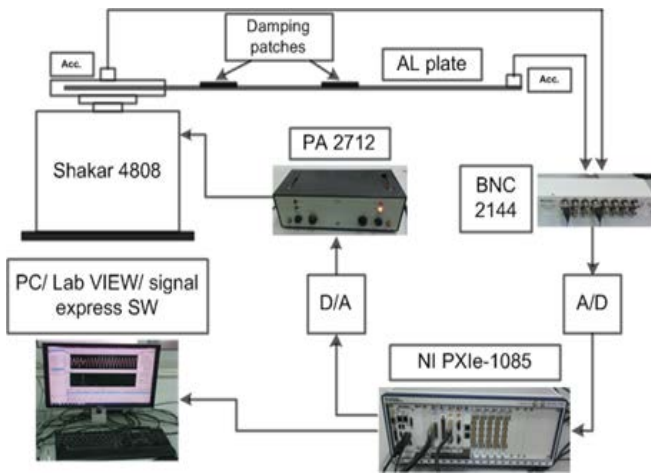 Damping
patches
Acc.
AL plate
Acc.
PA 2712
Shakar 4808
BNC
2144
PC/ Lab VIEW/ signal
express SW
D/A
A/D
NI PXIe-1085